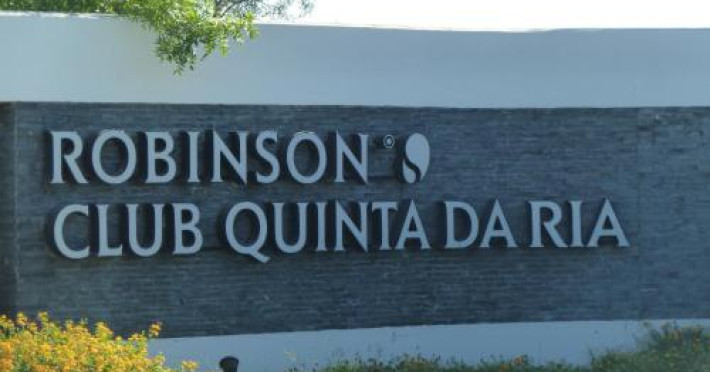 ROBINSON®
CLUB QUINTA DA RIA